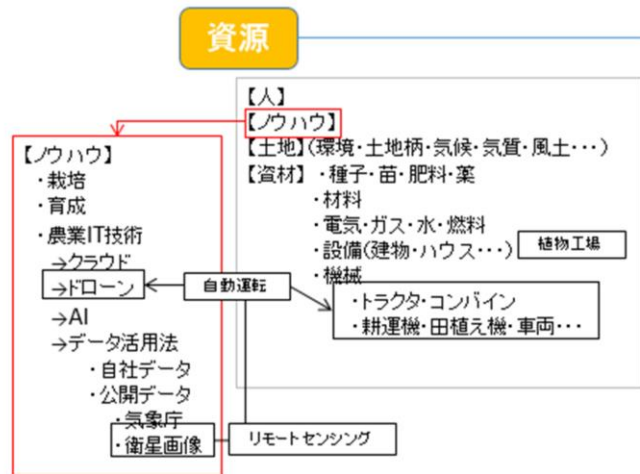 資源
【人】
【ノウハウ】
【土地】(環境・土地柄・気候・気質・風土・・・)
【資材】・種子・苗・肥料・薬
・材料
・電気・ガス・水・燃料
・設備(建物・ハウス・・・)
植物工場
・機械
・トラクタ・コンバイン
・耕運機・田植え機・車両・・・
自動運転
【ノウハウ】
・栽培
・育成
・農業IT技術
→クラウド
→ドローン
→AI
→データ活用法
・自社データ
・公開データ
・気象庁
・衛星画像
リモートセンシング